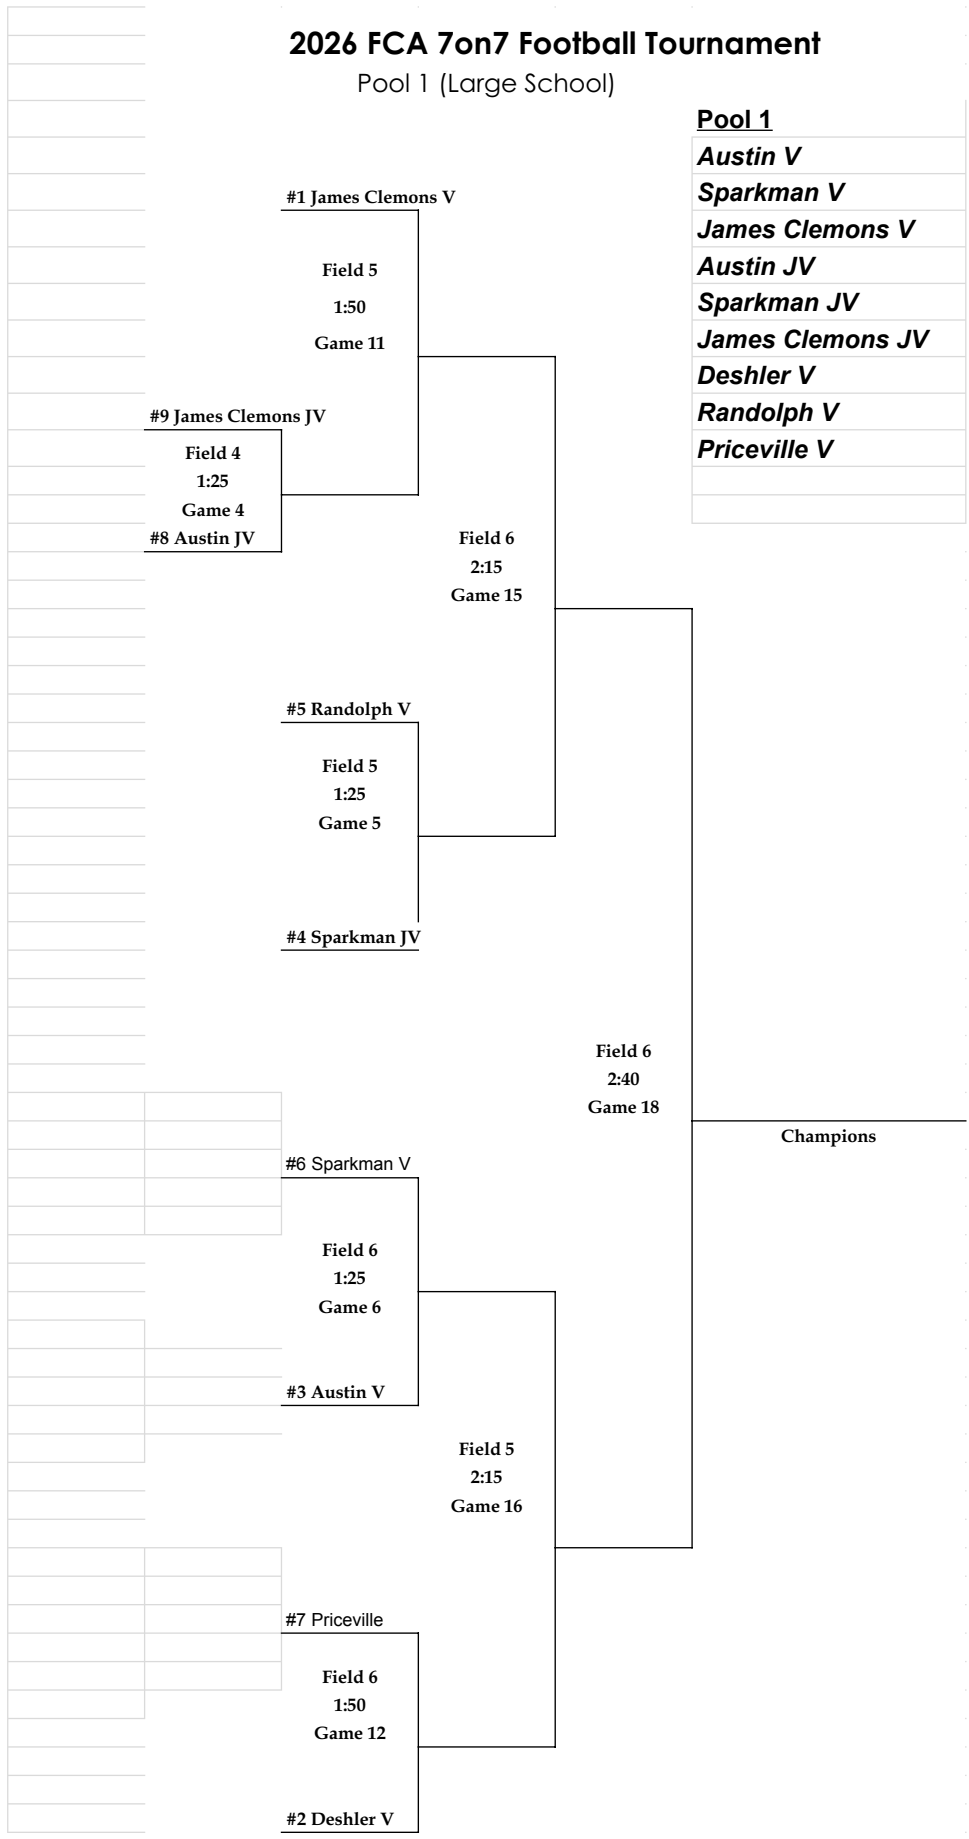 2026 FCA 7on7 Football Tournament
Pool 1 (Large School)
Pool 1
Austin V
Sparkman V
James Clemons V
Austin JV
Sparkman JV
James Clemons JV
Deshler V
Randolph V
Priceville V
#1 James Clemons V
Field 5
1:50
Game 11
#9 James Clemons JV
Field 4
1:25
Game 4
#8 Austin JV
Field 6
2:15
Game 15
#5 Randolph V
Field 5
1:25
Game 5
#4 Sparkman JV
Field 6
2:40
Game 18
Champions
#6 Sparkman V
Field 6
1:25
Game 6
#3 Austin V
Field 5
2:15
Game 16
#7 Priceville
Field 6
1:50
Game 12
#2 Deshler V